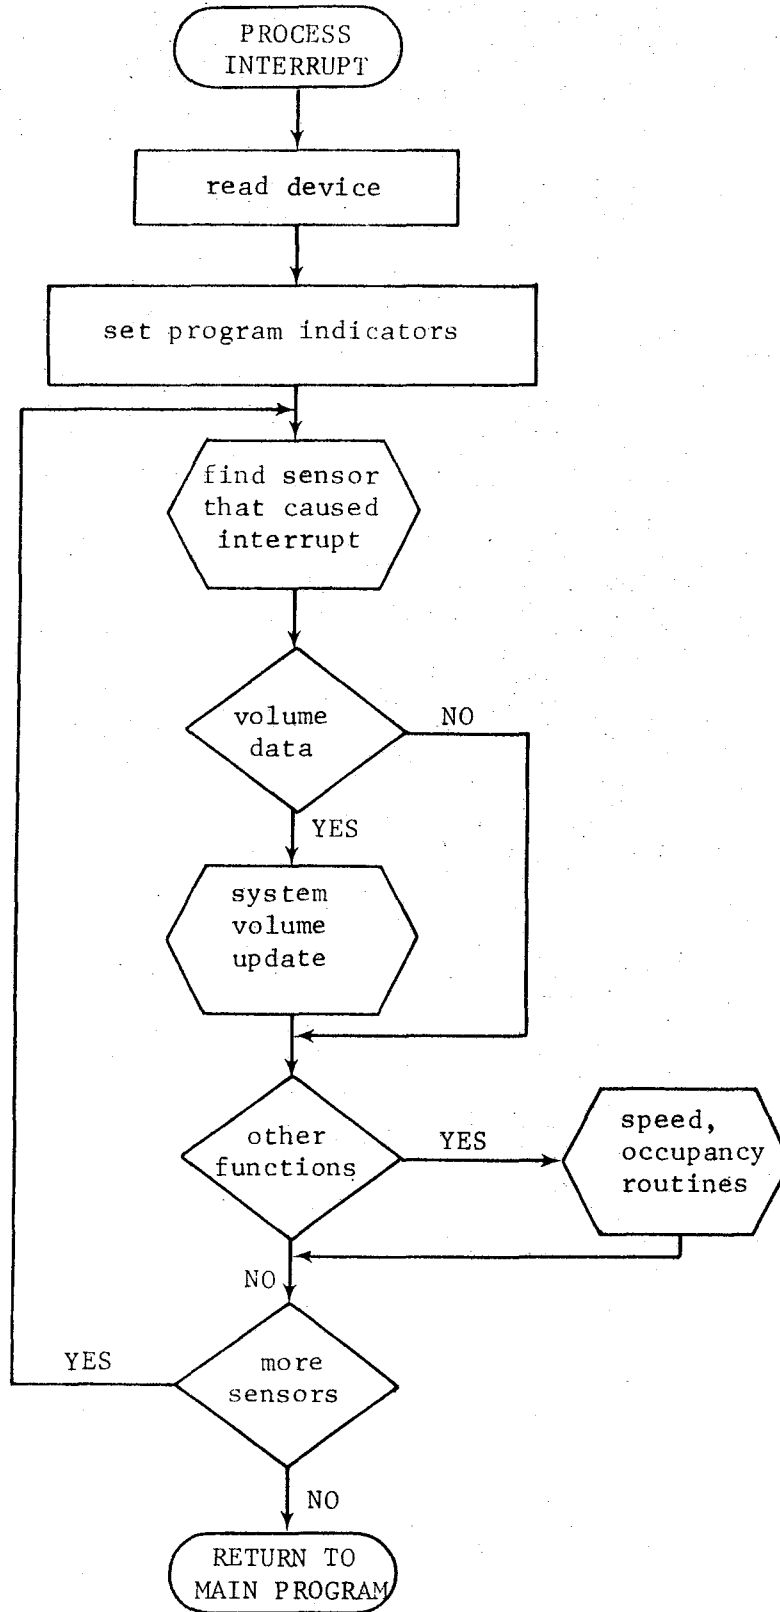 PROCESS
INTERRUPT
read device
set program indicators
find sensor
that caused
interrupt
volume
data
NO
YES
system
volume
update
other
functions
YES
speed,
occupancy
routines
NO
more
sensors
YES
NO
RETURN TO
MAIN PROGRAM